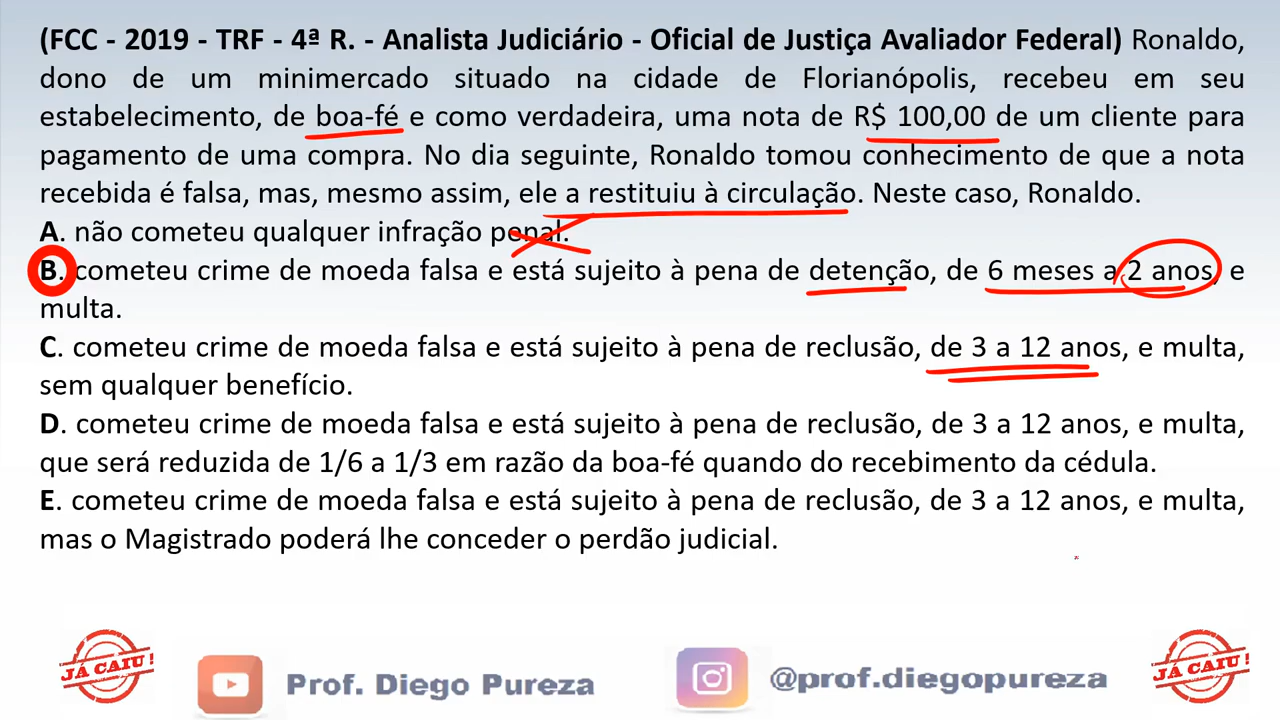 (FCC - 2019 - TRF - 4ª R. - Analista Judiciário - Oficial de Justiça Avaliador Federal) Ronaldo,
dono de um minimercado situado na cidade de Florianópolis, recebeu em seu
estabelecimento, de boa-fé e como verdadeira, uma nota de R$ 100,00 de um cliente para
pagamento de uma compra. No dia seguinte, Ronaldo tomou conhecimento de que a nota
recebida é falsa, mas, mesmo assim, ele a restituiu à circulação. Neste caso, Ronaldo.
A. não cometeu qualquer infração penal.
B. cometeu crime de moeda falsa e está sujeito à pena de detenção, de 6 meses a 2 anos, e
multa.
C. cometeu crime de moeda falsa e está sujeito à pena de reclusão, de 3 a 12 anos, e multa,
sem qualquer benefício.
D. cometeu crime de moeda falsa e está sujeito à pena de reclusão, de 3 a 12 anos, e multa,
que será reduzida de 1/6 a 1/3 em razão da boa-fé quando do recebimento da cédula.
E. cometeu crime de moeda falsa e está sujeito à pena de reclusão, de 3 a 12 anos, e multa,
mas o Magistrado poderá lhe conceder o perdão judicial.
JÁ CAIU!
Prof. Diego Pureza
@prof.diegopureza
JÁ CAIU!